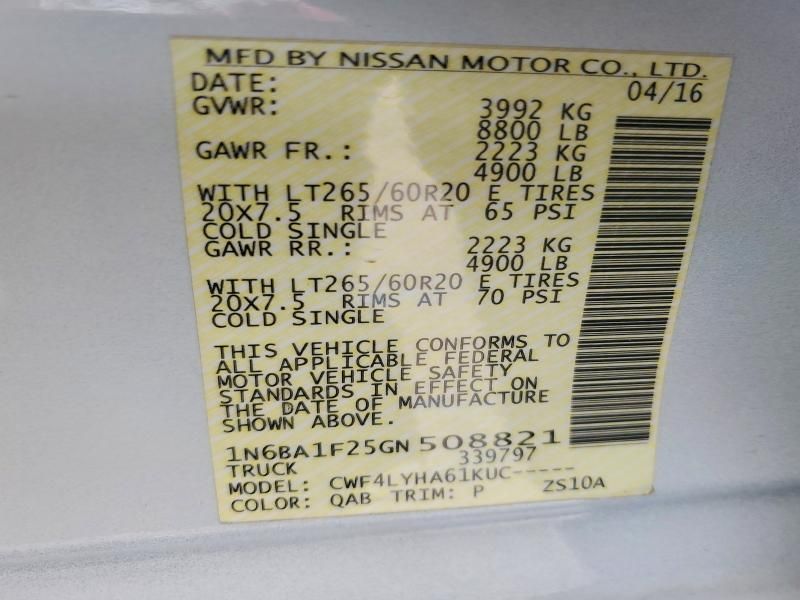 MFD BY NISSAN MOTOR CO., LTD.
DATE: 04/16
GVWR: 3992 KG
8800 LB
GAWR FR.: 2223 KG
4900 LB
WITH LT265/60R20 E TIRES
20X7.5 RIMS AT 65 PSI
COLD SINGLE
GAWR RR.: 2223 KG
4900 LB
WITH LT265/60R20 E TIRES
20X7.5 RIMS AT 70 PSI
COLD SINGLE
THIS VEHICLE CONFORMS TO
ALL APPLICABLE FEDERAL
MOTOR VEHICLE SAFETY
STANDARDS IN EFFECT ON
THE DATE OF MANUFACTURE
SHOWN ABOVE.
1N6BA1F25GN508821
TRUCK 339797
MODEL: CWF4LYHA61KUC-----
COLOR: QAB TRIM: P ZS10A